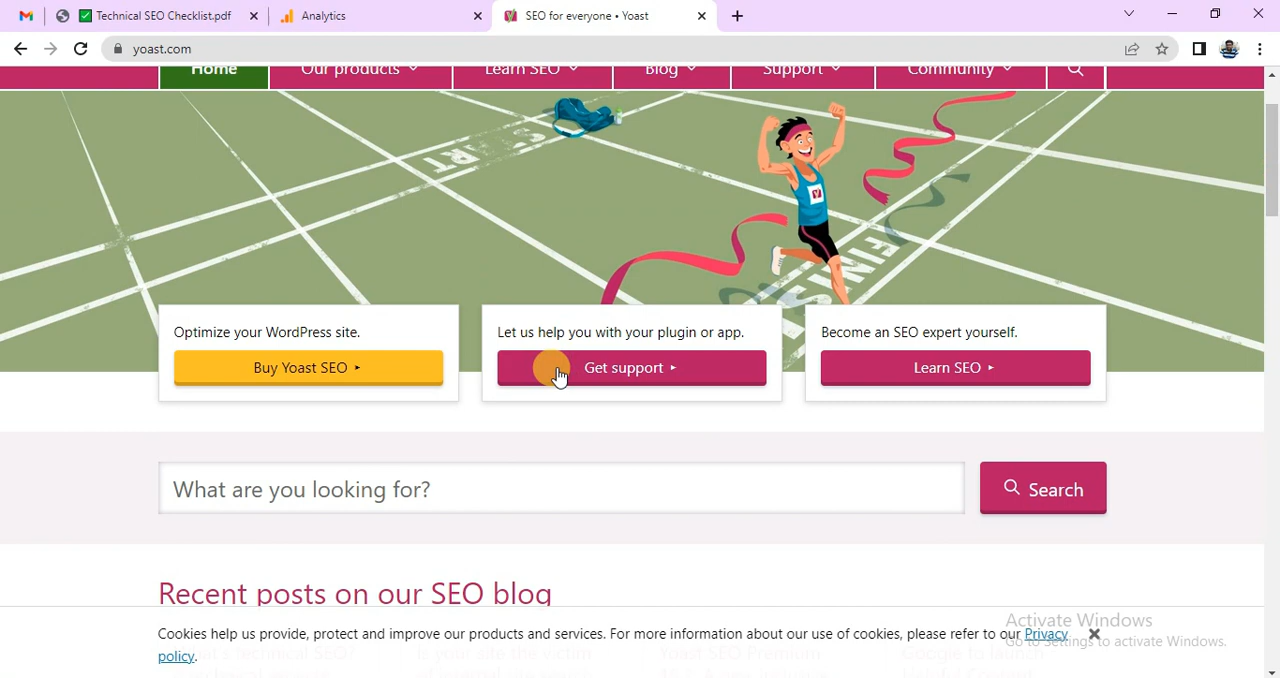 Technical SEO Checklist.pdf
Analytics
SEO for everyone • Yoast
yoast.com
Home
Our products
Learn SEO
Blog
Support
Community
START
FINISH
Optimize your WordPress site.
Let us help you with your plugin or app.
Become an SEO expert yourself.
Buy Yoast SEO ▸
Get support ▸
Learn SEO ▸
What are you looking for?
Search
Recent posts on our SEO blog
Activate Windows
Go to Settings to activate Windows.
Cookies help us provide, protect and improve our products and services. For more information about our use of cookies, please refer to our Privacy
policy.